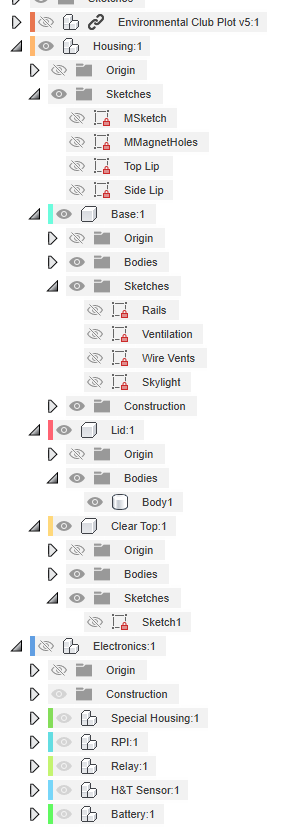 Sketches
Environmental Club Plot v5:1
Housing:1
Origin
Sketches
MSketch
MMagnetHoles
Top Lip
Side Lip
Base:1
Origin
Bodies
Sketches
Rails
Ventilation
Wire Vents
Skylight
Construction
Lid:1
Origin
Bodies
Body1
Clear Top:1
Origin
Bodies
Sketches
Sketch1
Electronics:1
Origin
Construction
Special Housing:1
RPI:1
Relay:1
H&T Sensor:1
Battery:1